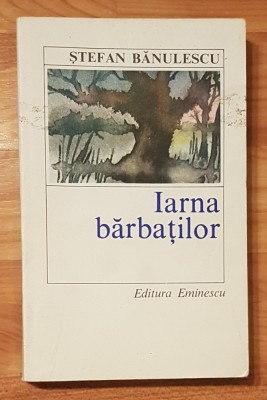 ȘTEFAN BĂNULESCU
Iarna
bărbaților
Editura Eminescu